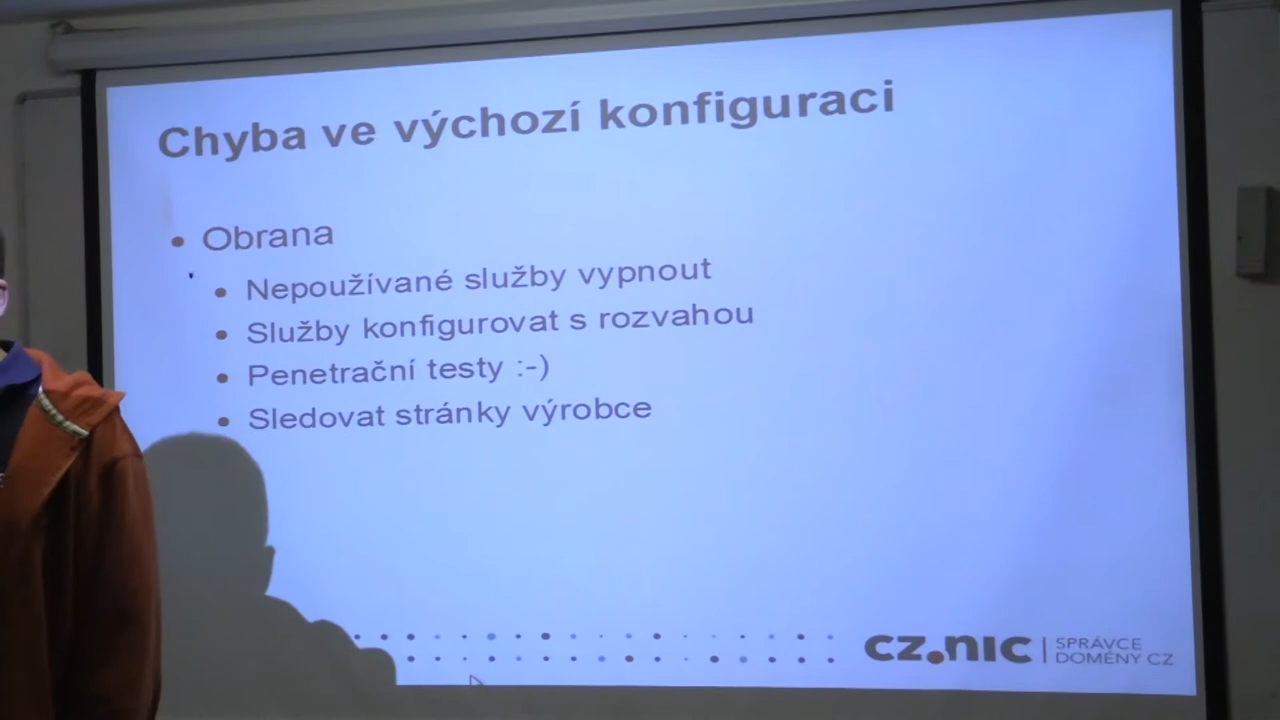 Chyba ve výchozí konfiguraci
• Obrana
• Nepoužívané služby vypnout
• Služby konfigurovat s rozvahou
• Penetrační testy :-)
• Sledovat stránky výrobce
cz.nic | SPRÁVCE
DOMÉNY CZ